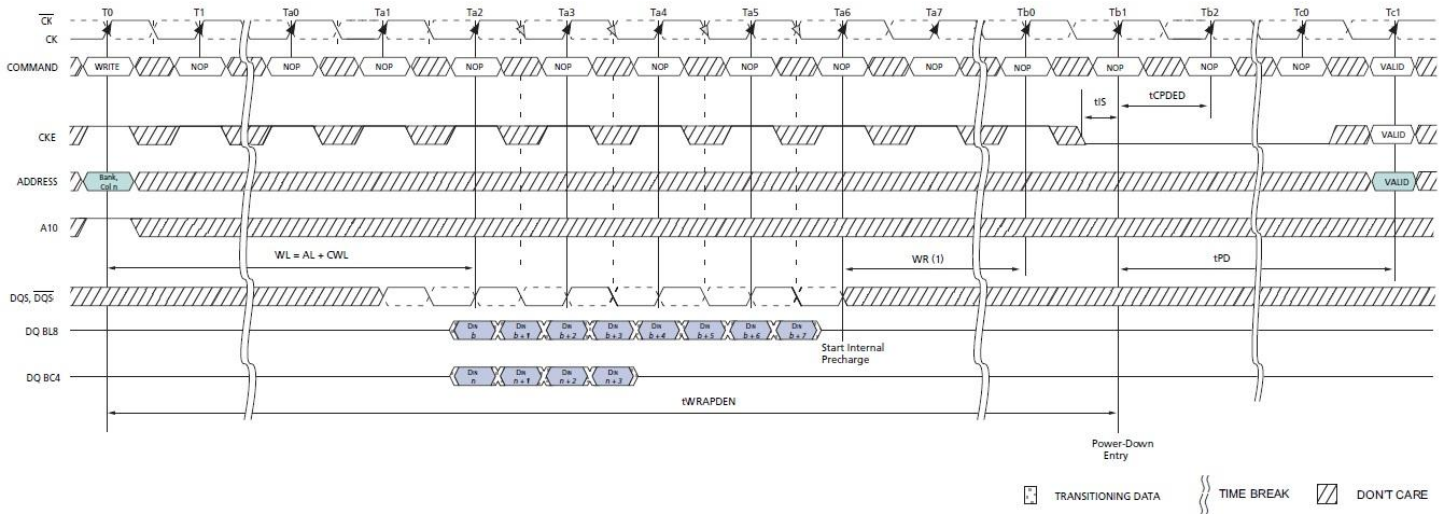 T0 T1 Ta0 Ta1 Ta2 Ta3 Ta4 Ta5 Ta6 Ta7 Tb0 Tb1 Tb2 Tc0 Tc1
CK
CK
COMMAND WRITE NOP NOP NOP NOP NOP NOP NOP NOP NOP NOP NOP NOP NOP VALID
tIS tCPDED
CKE VALID
ADDRESS Bank, Col n VALID
A10
WL = AL + CWL WR (1) tPD
DQS, DQS
DQ BL8 DIN b DIN b + 1 DIN b + 2 DIN b + 3 DIN b + 4 DIN b + 5 DIN b + 6 DIN b + 7
Start Internal
Precharge
DQ BC4 DIN n DIN n + 1 DIN n + 2 DIN n + 3
tWRAPDEN
Power-Down
Entry
TRANSITIONING DATA TIME BREAK DON'T CARE